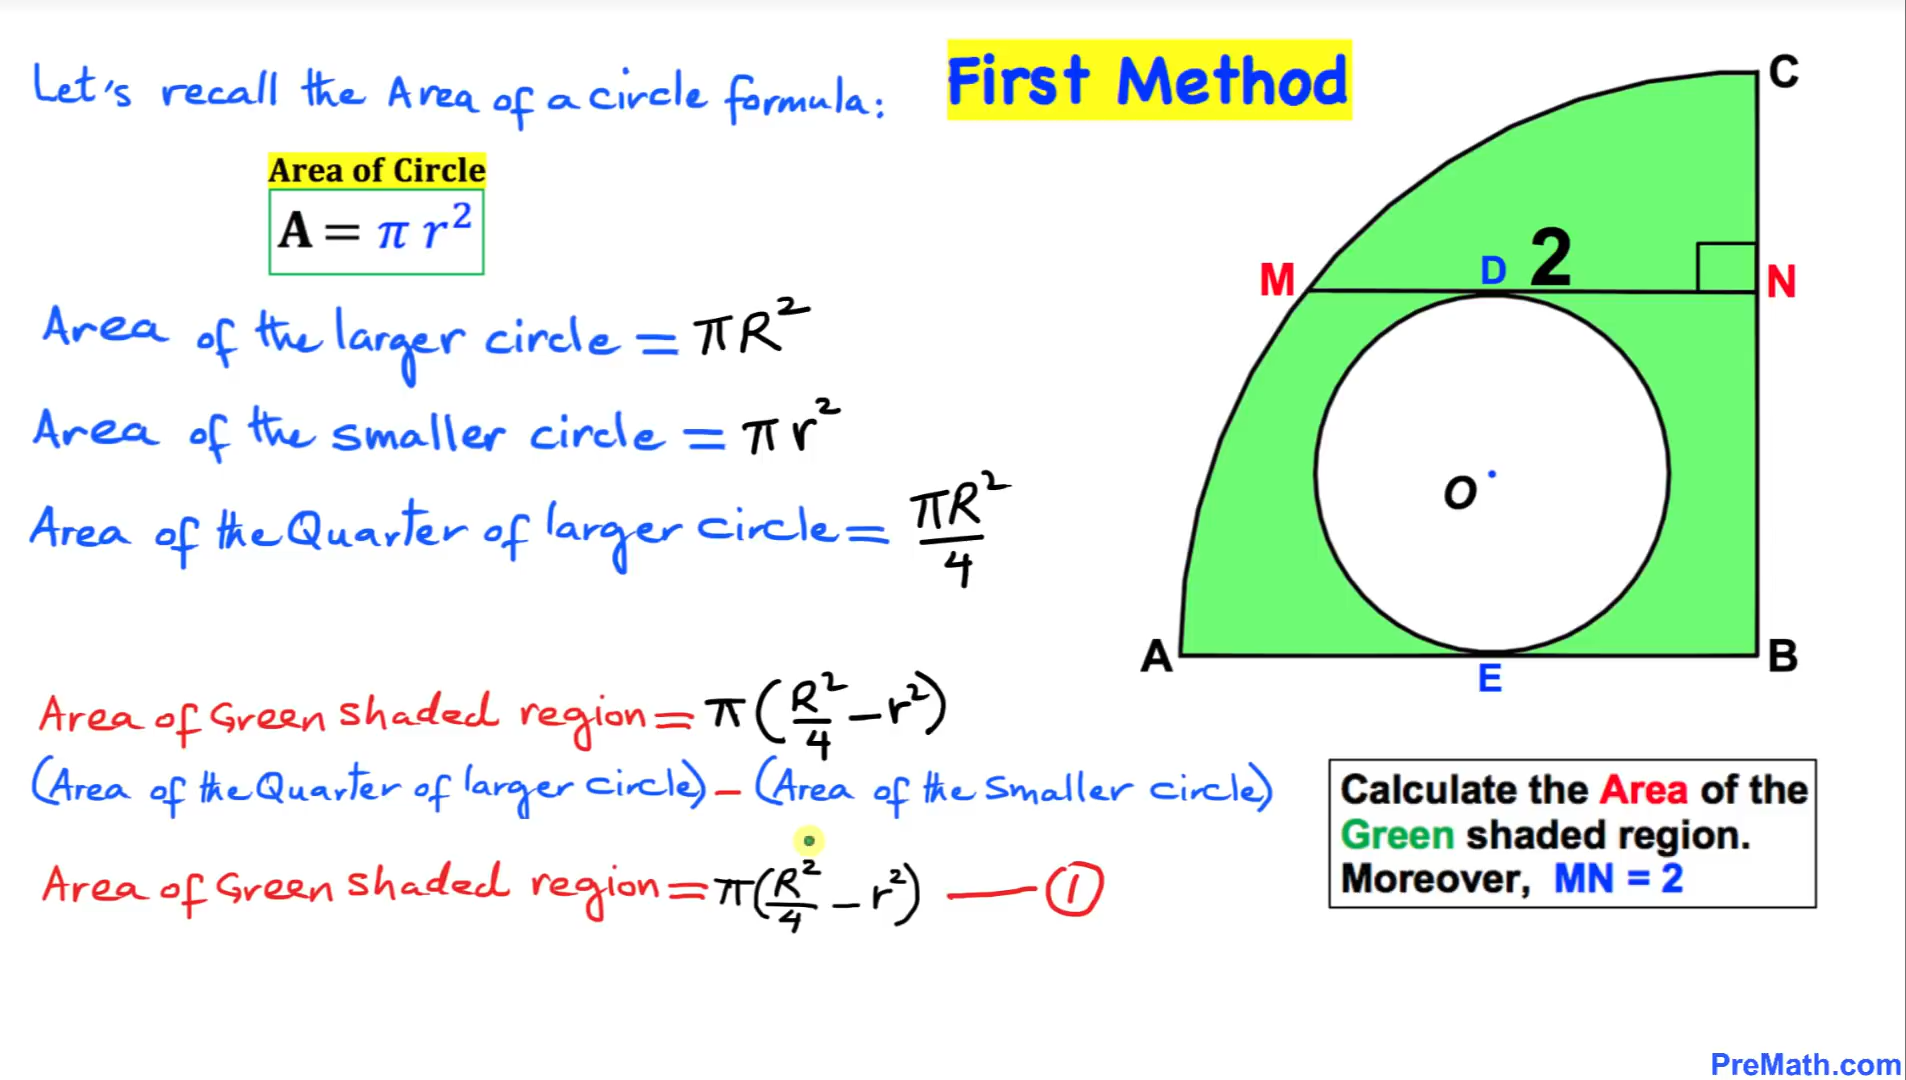 First Method
Let's recall the Area of a circle formula:
Area of Circle
A = π r²
Area of the larger circle = πR²
Area of the smaller circle = πr²
Area of the Quarter of larger circle = πR²/4
Area of Green shaded region = π(R²/4 - r²)
(Area of the Quarter of larger circle) - (Area of the smaller circle)
Area of Green shaded region = π(R²/4 - r²) —— ①
C
M
D
2
N
O
A
E
B
Calculate the Area of the
Green shaded region.
Moreover, MN = 2
PreMath.com